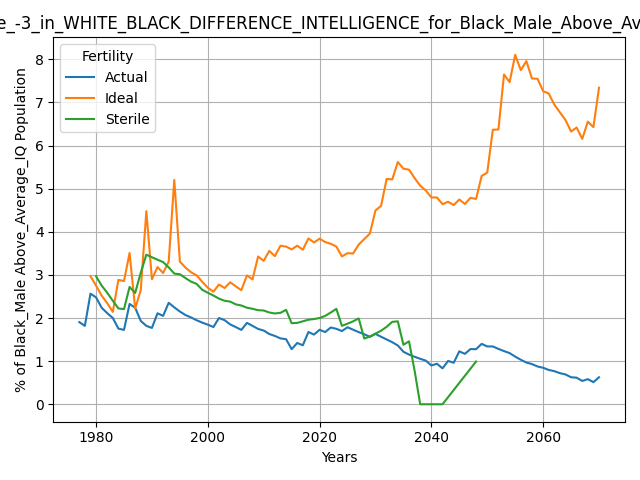 e_-3_in_WHITE_BLACK_DIFFERENCE_INTELLIGENCE_for_Black_Male_Above_Av
Fertility
Actual
Ideal
Sterile
% of Black_Male Above_Average_IQ Population
8
7
6
5
4
3
2
1
0
1980 2000 2020 2040 2060
Years